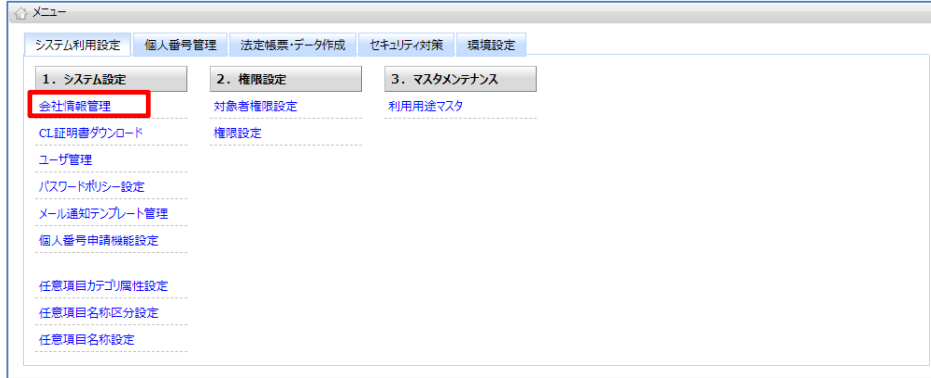 メニュー
システム利用設定 個人番号管理 法定帳票・データ作成 セキュリティ対策 環境設定
1. システム設定
会社情報管理
CL証明書ダウンロード
ユーザ管理
パスワードポリシー設定
メール通知テンプレート管理
個人番号申請機能設定
任意項目カテゴリ属性設定
任意項目名称区分設定
任意項目名称設定
2. 権限設定
対象者権限設定
権限設定
3. マスタメンテナンス
利用用途マスタ